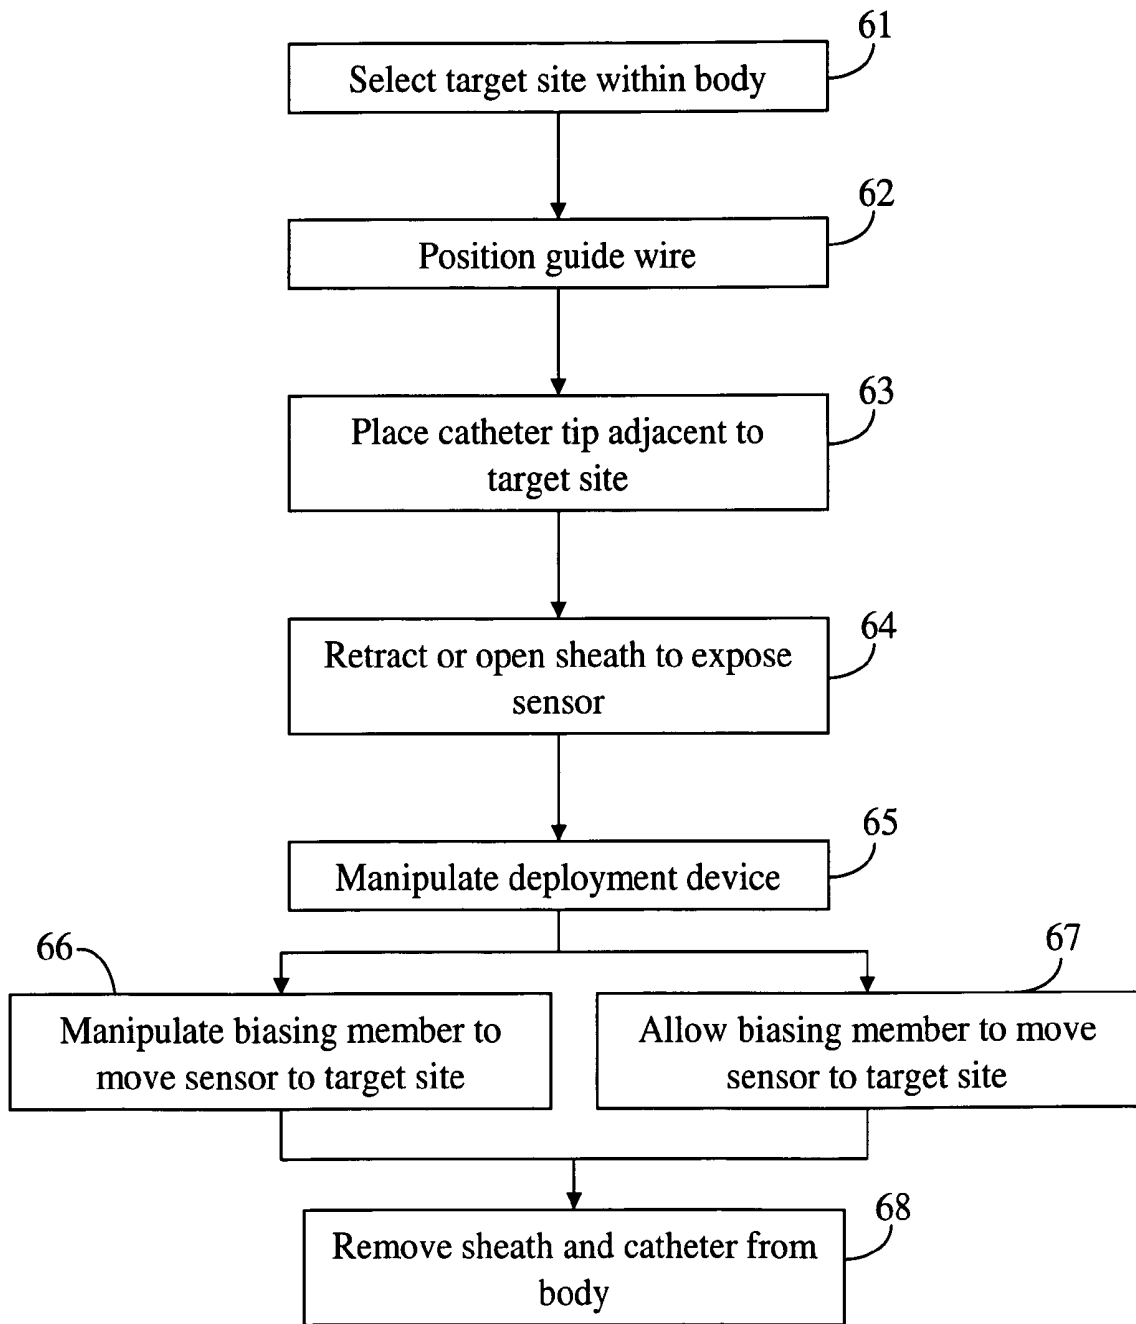 61
Select target site within body
62
Position guide wire
63
Place catheter tip adjacent to
target site
64
Retract or open sheath to expose
sensor
65
Manipulate deployment device
66
Manipulate biasing member to
move sensor to target site
67
Allow biasing member to move
sensor to target site
68
Remove sheath and catheter from
body